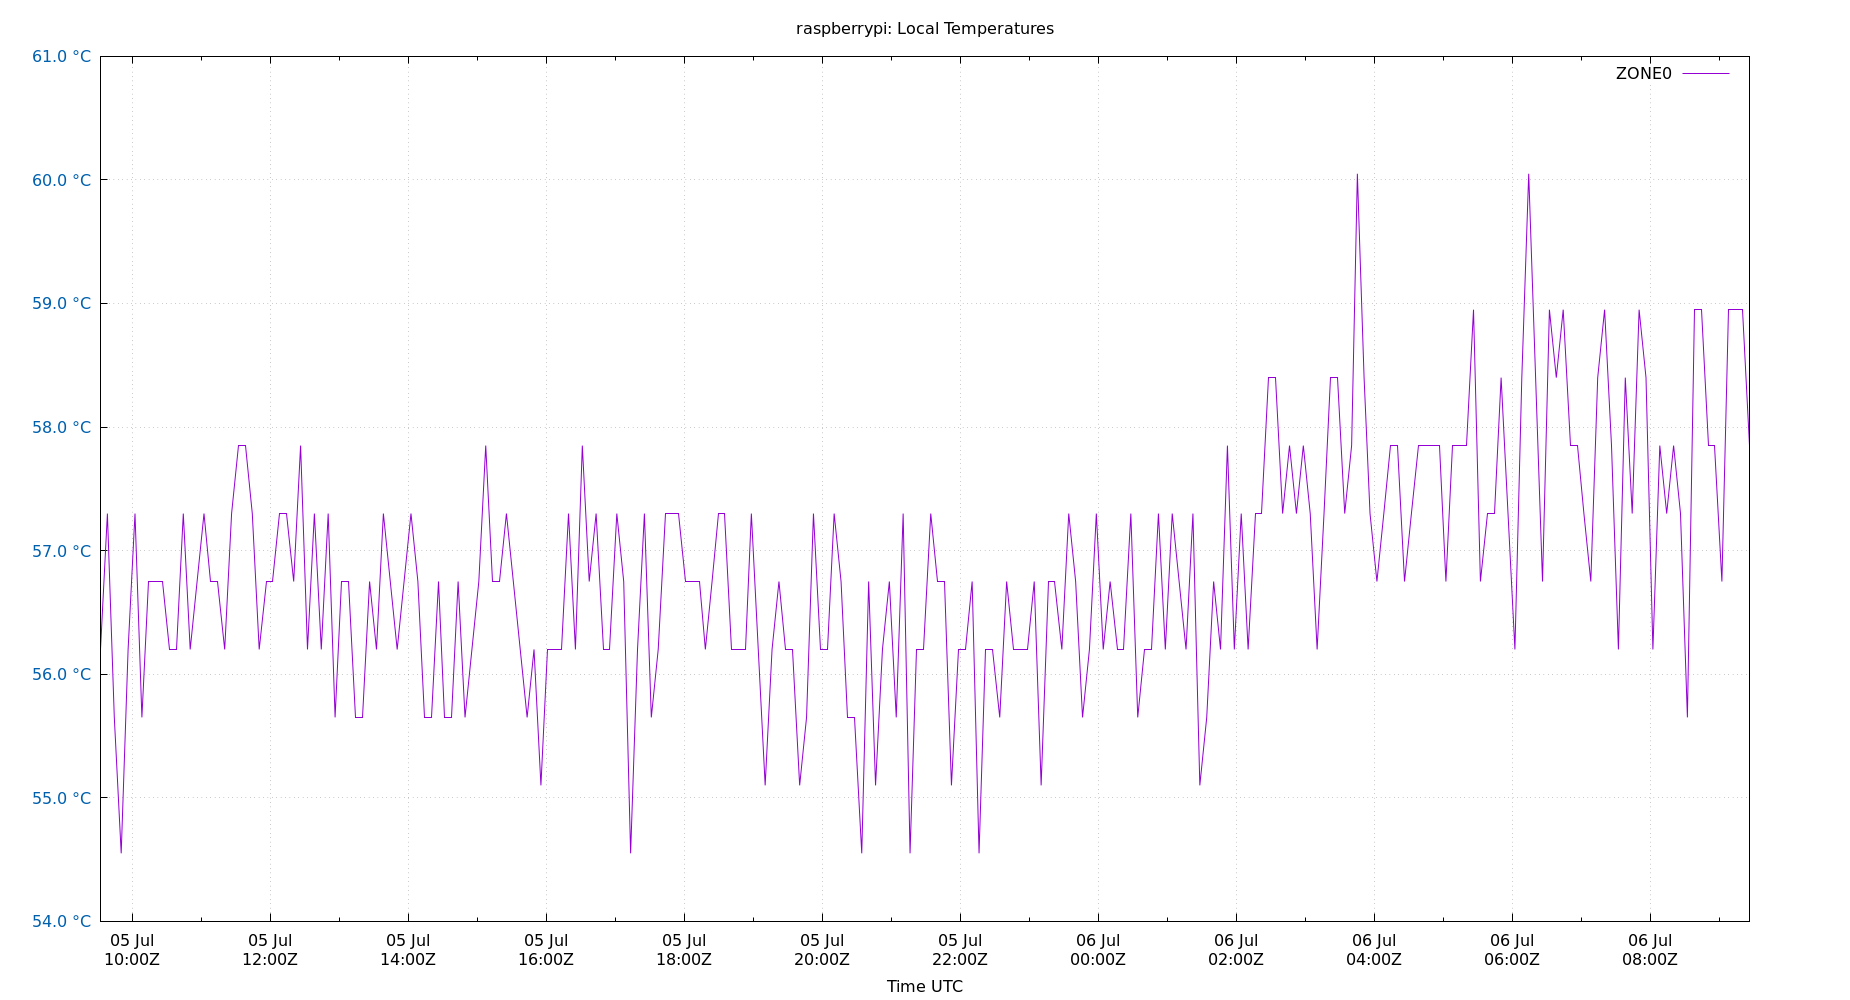 raspberrypi: Local Temperatures
61.0 °C
ZONE0
60.0 °C
59.0 °C
58.0 °C
57.0 °C
56.0 °C
55.0 °C
54.0 °C
05 Jul 05 Jul 05 Jul 05 Jul 05 Jul 05 Jul 05 Jul 06 Jul 06 Jul 06 Jul 06 Jul 06 Jul
10:00Z 12:00Z 14:00Z 16:00Z 18:00Z 20:00Z 22:00Z 00:00Z 02:00Z 04:00Z 06:00Z 08:00Z
Time UTC